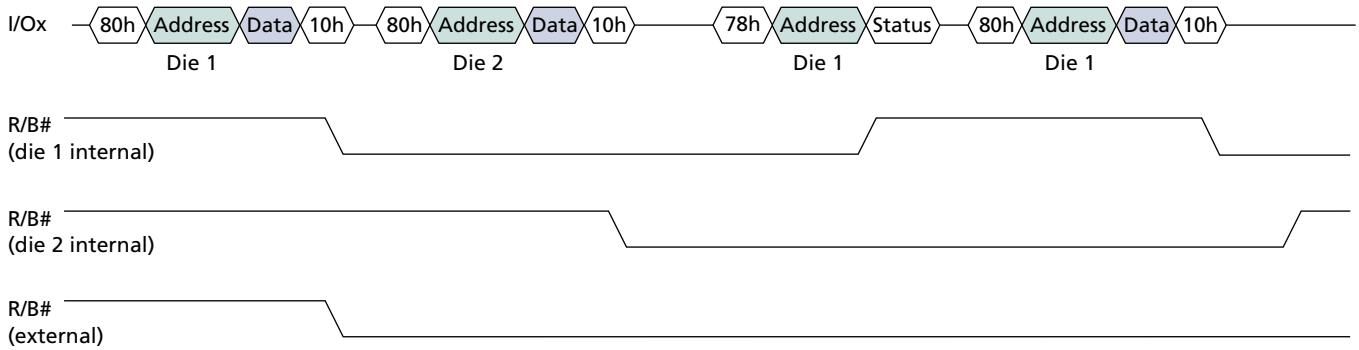 I/Ox 80h Address Data 10h 80h Address Data 10h 78h Address Status 80h Address Data 10h
Die 1 Die 2 Die 1 Die 1
R/B#
(die 1 internal)
R/B#
(die 2 internal)
R/B#
(external)